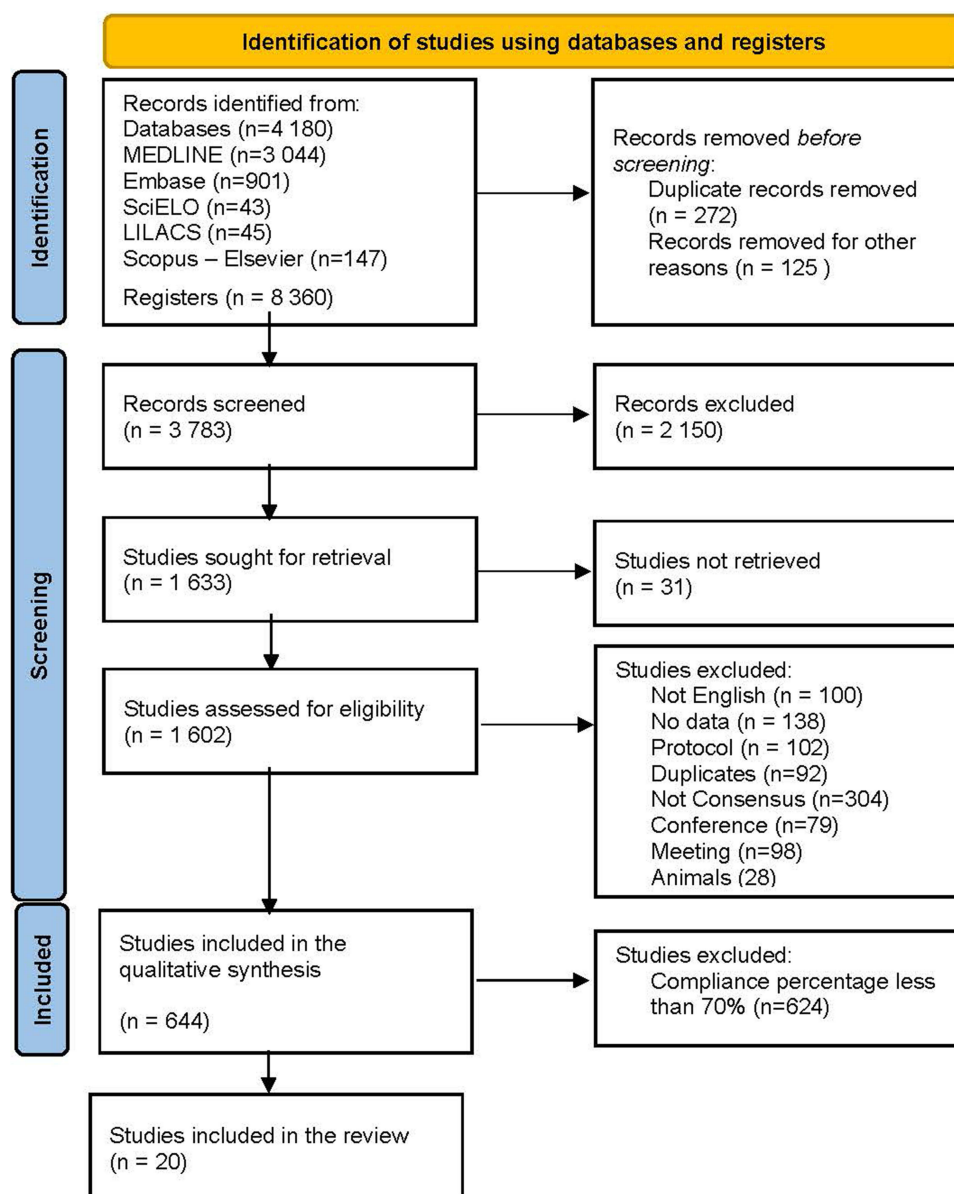 Identification of studies using databases and registers
Identification
Records identified from:
Databases (n=4 180)
MEDLINE (n=3 044)
Embase (n=901)
SciELO (n=43)
LILACS (n=45)
Scopus – Elsevier (n=147)
Registers (n = 8 360)
Records removed before
screening:
Duplicate records removed
(n = 272)
Records removed for other
reasons (n = 125 )
Screening
Records screened
(n = 3 783)
Records excluded
(n = 2 150)
Studies sought for retrieval
(n = 1 633)
Studies not retrieved
(n = 31)
Studies assessed for eligibility
(n = 1 602)
Studies excluded:
Not English (n = 100)
No data (n = 138)
Protocol (n = 102)
Duplicates (n=92)
Not Consensus (n=304)
Conference (n=79)
Meeting (n=98)
Animals (28)
Included
Studies included in the
qualitative synthesis
(n = 644)
Studies excluded:
Compliance percentage less
than 70% (n=624)
Studies included in the review
(n = 20)